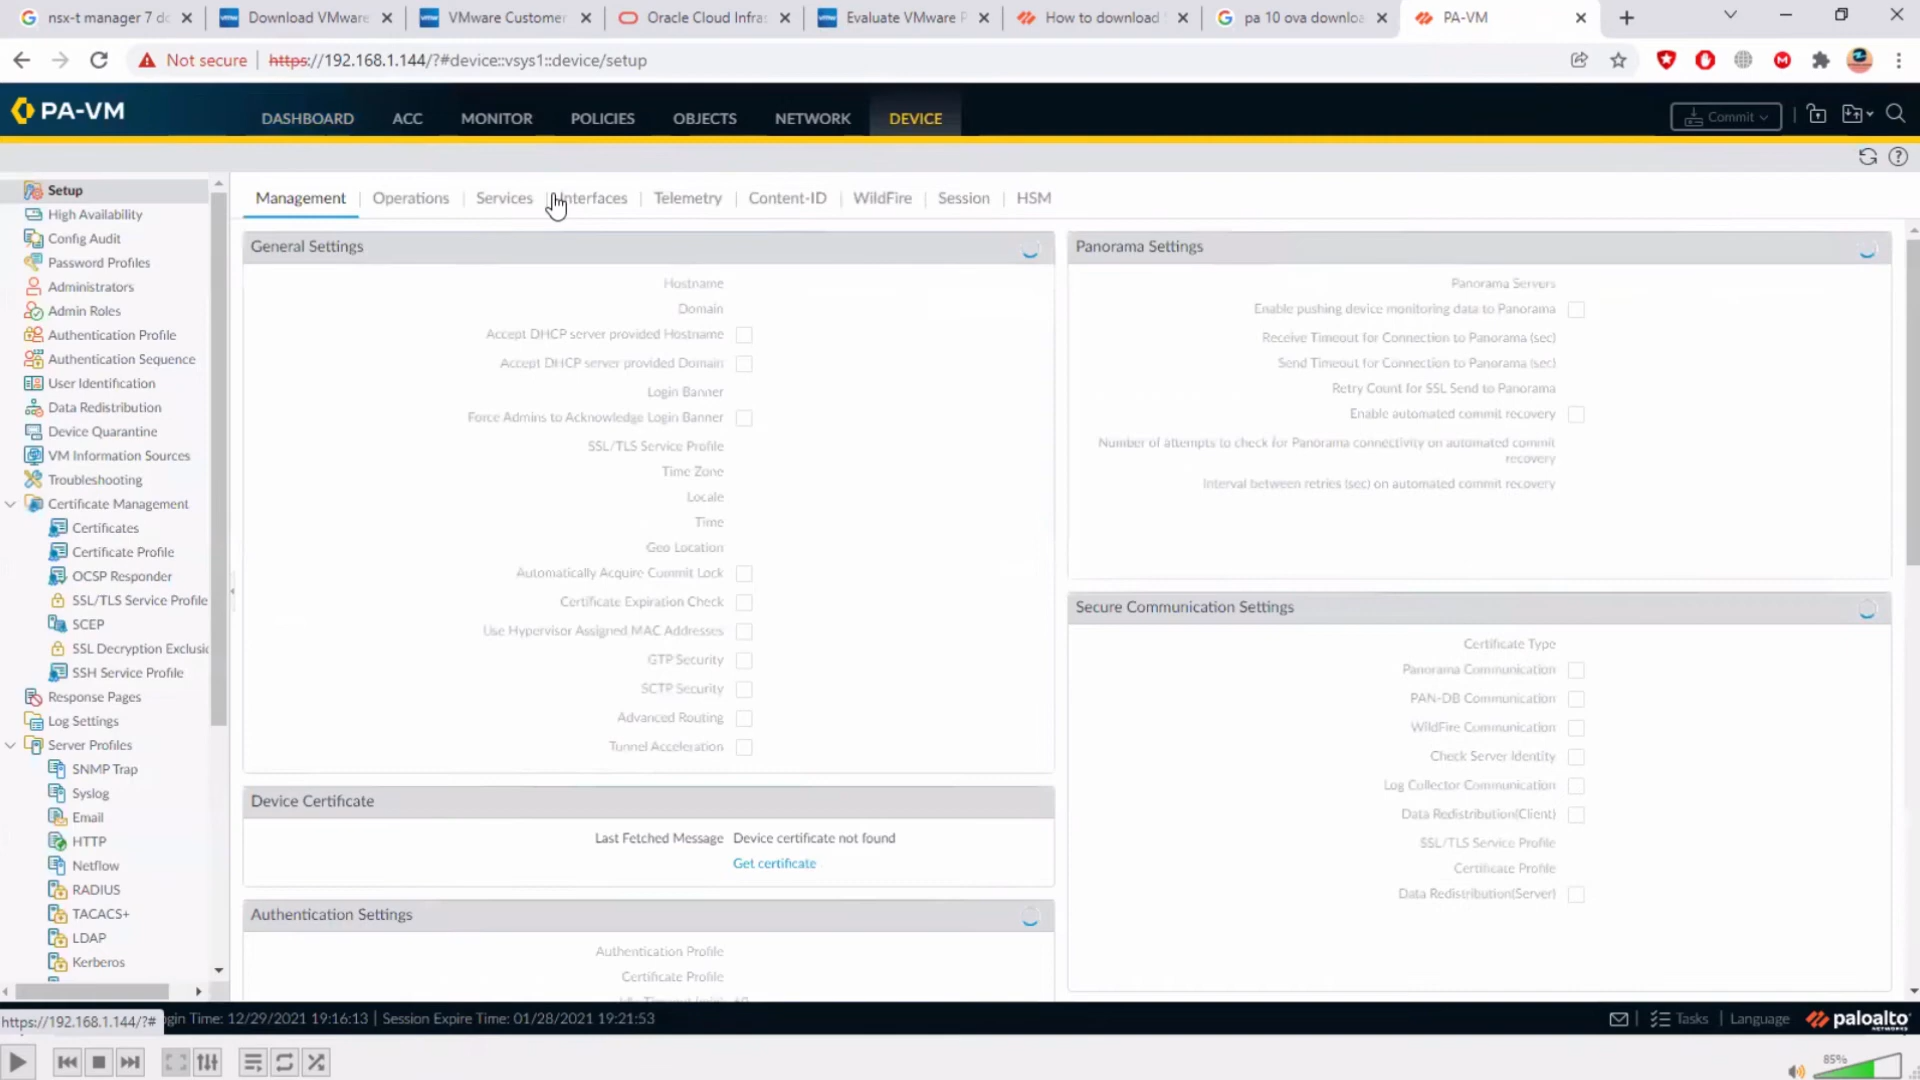 nsx-t manager 7 do
Download VMware
VMware Customer
Oracle Cloud Infras
Evaluate VMware P
How to download
pa 10 ova downloa
PA-VM
Not secure | https://192.168.1.144/?#device::vsys1::device/setup
PA-VM
DASHBOARD
ACC
MONITOR
POLICIES
OBJECTS
NETWORK
DEVICE
Commit
Setup
High Availability
Config Audit
Password Profiles
Administrators
Admin Roles
Authentication Profile
Authentication Sequence
User Identification
Data Redistribution
Device Quarantine
VM Information Sources
Troubleshooting
Certificate Management
Certificates
Certificate Profile
OCSP Responder
SSL/TLS Service Profile
SCEP
SSL Decryption Exclusio
SSH Service Profile
Response Pages
Log Settings
Server Profiles
SNMP Trap
Syslog
Email
HTTP
Netflow
RADIUS
TACACS+
LDAP
Kerberos
Management | Operations | Services | Interfaces | Telemetry | Content-ID | WildFire | Session | HSM
General Settings
Hostname
Domain
Accept DHCP server provided Hostname
Accept DHCP server provided Domain
Login Banner
Force Admins to Acknowledge Login Banner
SSL/TLS Service Profile
Time Zone
Locale
Time
Geo Location
Automatically Acquire Commit Lock
Certificate Expiration Check
Use Hypervisor Assigned MAC Addresses
GTP Security
SCTP Security
Advanced Routing
Tunnel Acceleration
Device Certificate
Last Fetched Message Device certificate not found
Get certificate
Authentication Settings
Authentication Profile
Certificate Profile
Panorama Settings
Panorama Servers
Enable pushing device monitoring data to Panorama
Receive Timeout for Connection to Panorama (sec)
Send Timeout for Connection to Panorama (sec)
Retry Count for SSL Send to Panorama
Enable automated commit recovery
Number of attempts to check for Panorama connectivity on automated commit
recovery
Interval between retries (sec) on automated commit recovery
Secure Communication Settings
Certificate Type
Panorama Communication
PAN-DB Communication
WildFire Communication
Check Server Identity
Log Collector Communication
Data Redistribution(Client)
SSL/TLS Service Profile
Certificate Profile
Data Redistribution(Server)
https://192.168.1.144/?#
gin Time: 12/29/2021 19:16:13 | Session Expire Time: 01/28/2021 19:21:53
Tasks | Language
paloalto
NETWORKS
85%